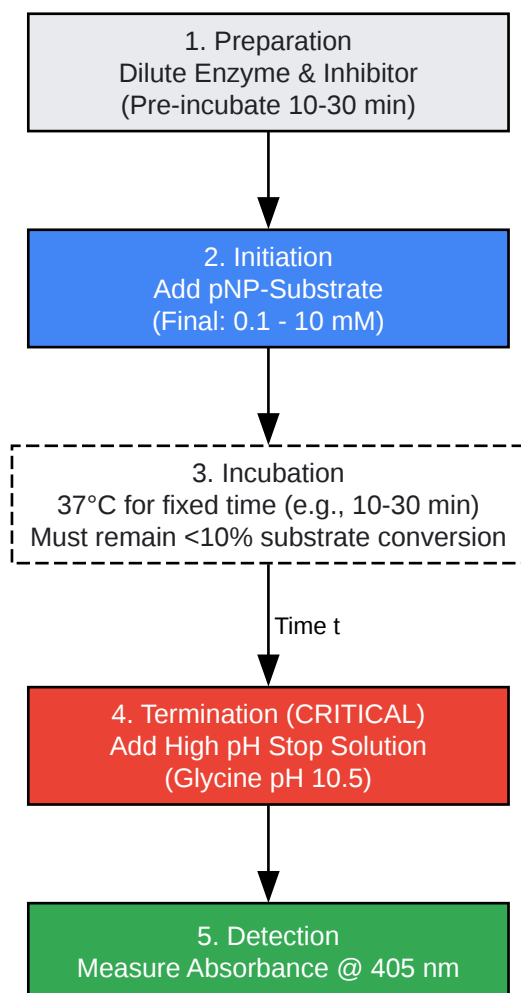 1. Preparation
Dilute Enzyme & Inhibitor
(Pre-incubate 10-30 min)
2. Initiation
Add pNP-Substrate
(Final: 0.1 - 10 mM)
3. Incubation
37°C for fixed time (e.g., 10-30 min)
Must remain <10% substrate conversion
Time t
4. Termination (CRITICAL)
Add High pH Stop Solution
(Glycine pH 10.5)
5. Detection
Measure Absorbance @ 405 nm